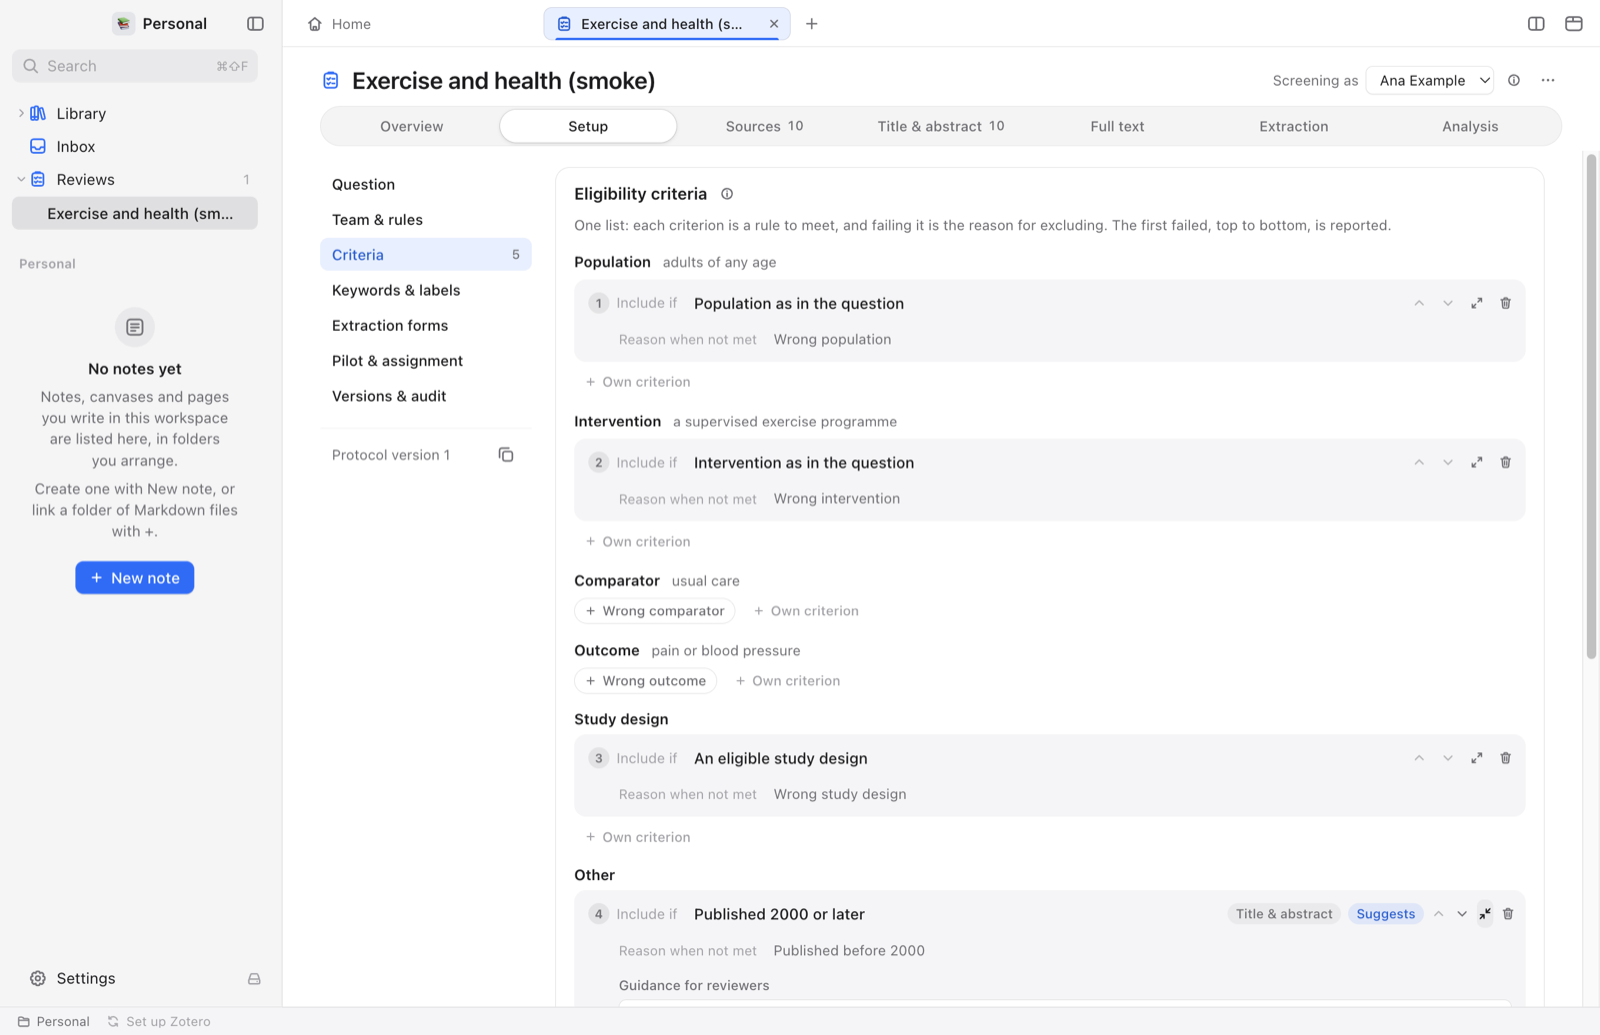 Personal
Search ⌘⇧F
Library
Inbox
Reviews 1
Exercise and health (sm...
Personal
No notes yet
Notes, canvases and pages
you write in this workspace
are listed here, in folders
you arrange.
Create one with New note, or
link a folder of Markdown files
with +.
+ New note
Settings
Personal Set up Zotero
Home
Exercise and health (s...
Exercise and health (smoke)
Screening as Ana Example
Overview Setup Sources 10 Title & abstract 10 Full text Extraction Analysis
Question
Team & rules
Criteria 5
Keywords & labels
Extraction forms
Pilot & assignment
Versions & audit
Protocol version 1
Eligibility criteria
One list: each criterion is a rule to meet, and failing it is the reason for excluding. The first failed, top to bottom, is reported.
Population adults of any age
1 Include if Population as in the question
Reason when not met Wrong population
+ Own criterion
Intervention a supervised exercise programme
2 Include if Intervention as in the question
Reason when not met Wrong intervention
+ Own criterion
Comparator usual care
+ Wrong comparator + Own criterion
Outcome pain or blood pressure
+ Wrong outcome + Own criterion
Study design
3 Include if An eligible study design
Reason when not met Wrong study design
+ Own criterion
Other
4 Include if Published 2000 or later Title & abstract Suggests
Reason when not met Published before 2000
Guidance for reviewers